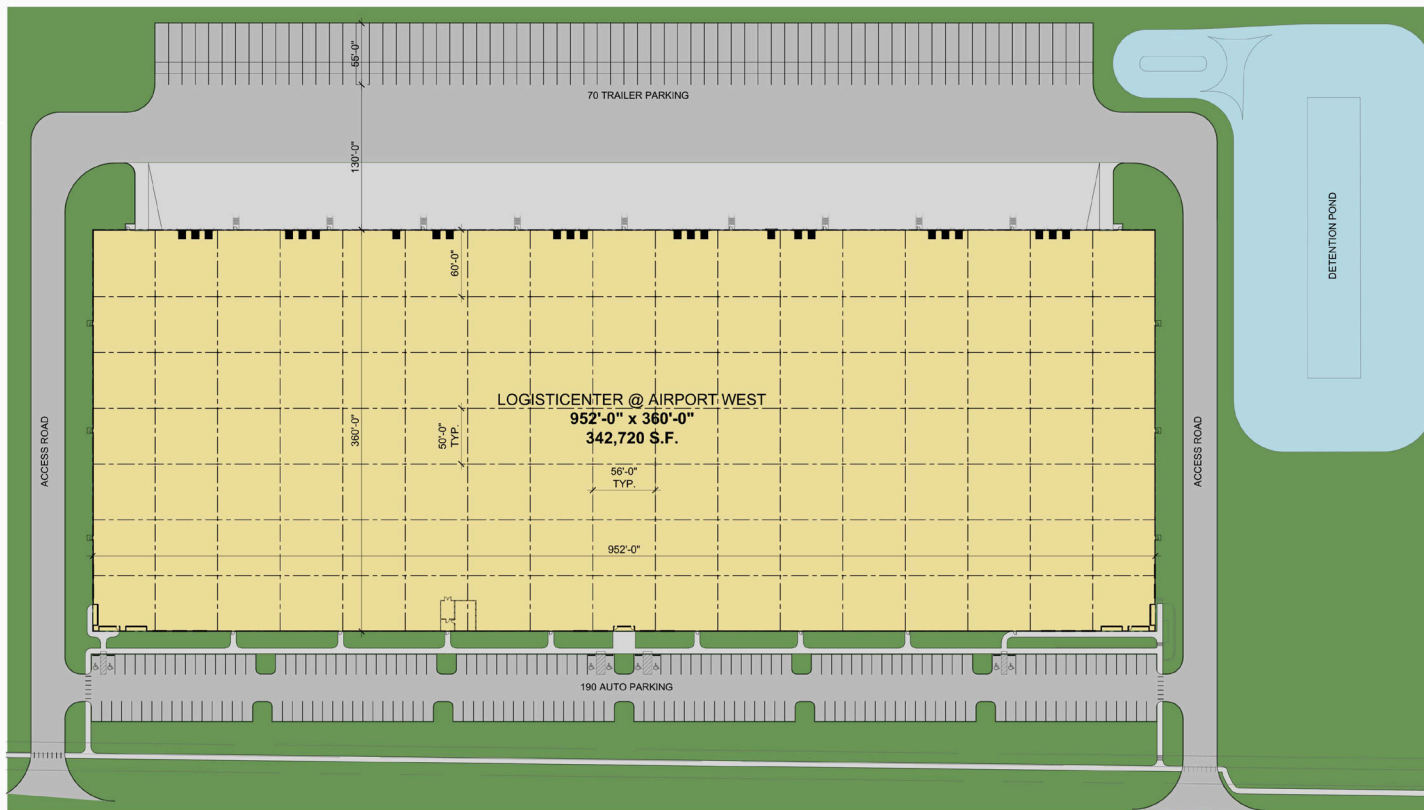 55'-0"
70 TRAILER PARKING
130'-0"
60'-0"
DETENTION POND
LOGISTICENTER @ AIRPORT WEST
952'-0" x 360'-0"
342,720 S.F.
360'-0"
50'-0"
TYP.
56'-0"
TYP.
ACCESS ROAD
ACCESS ROAD
952'-0"
190 AUTO PARKING